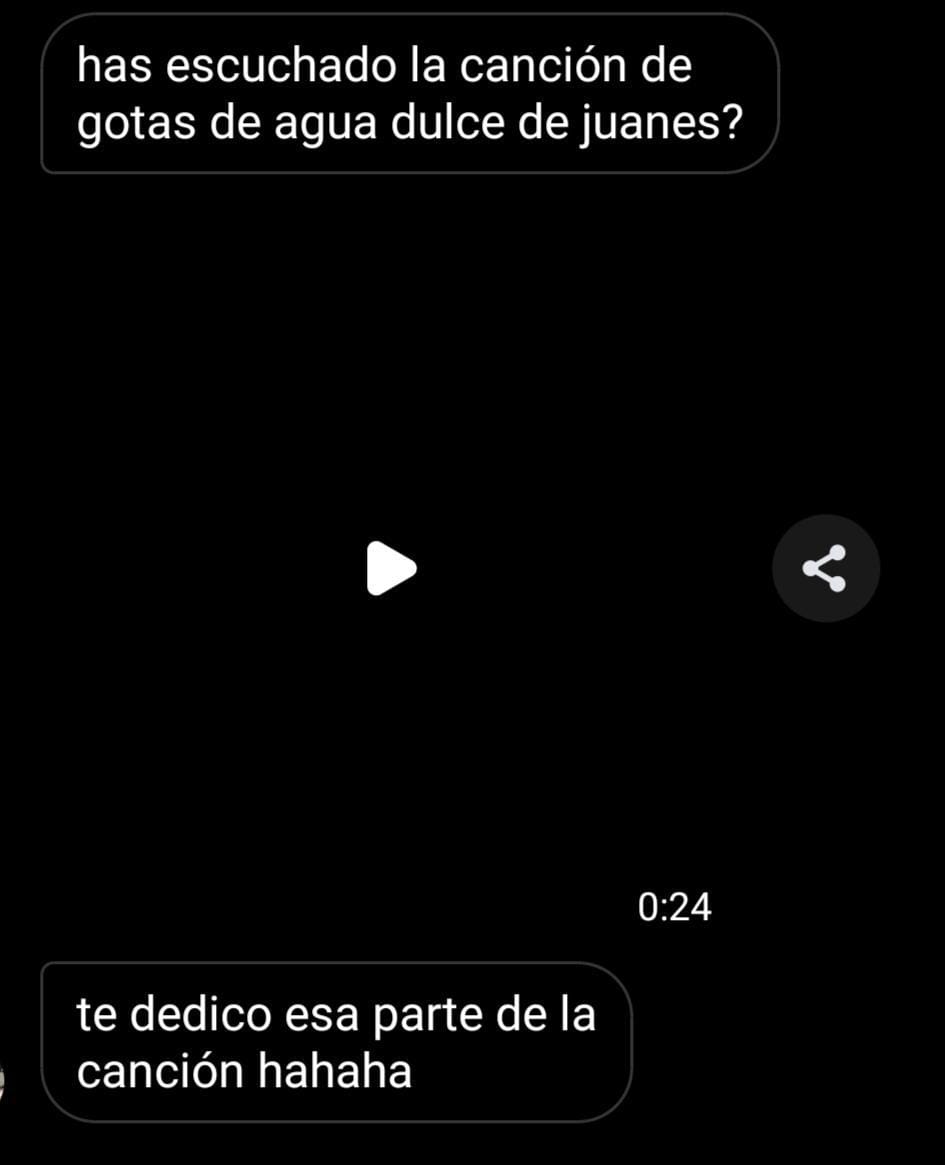 has escuchado la canción de
gotas de agua dulce de juanes?
0:24
te dedico esa parte de la
canción hahaha